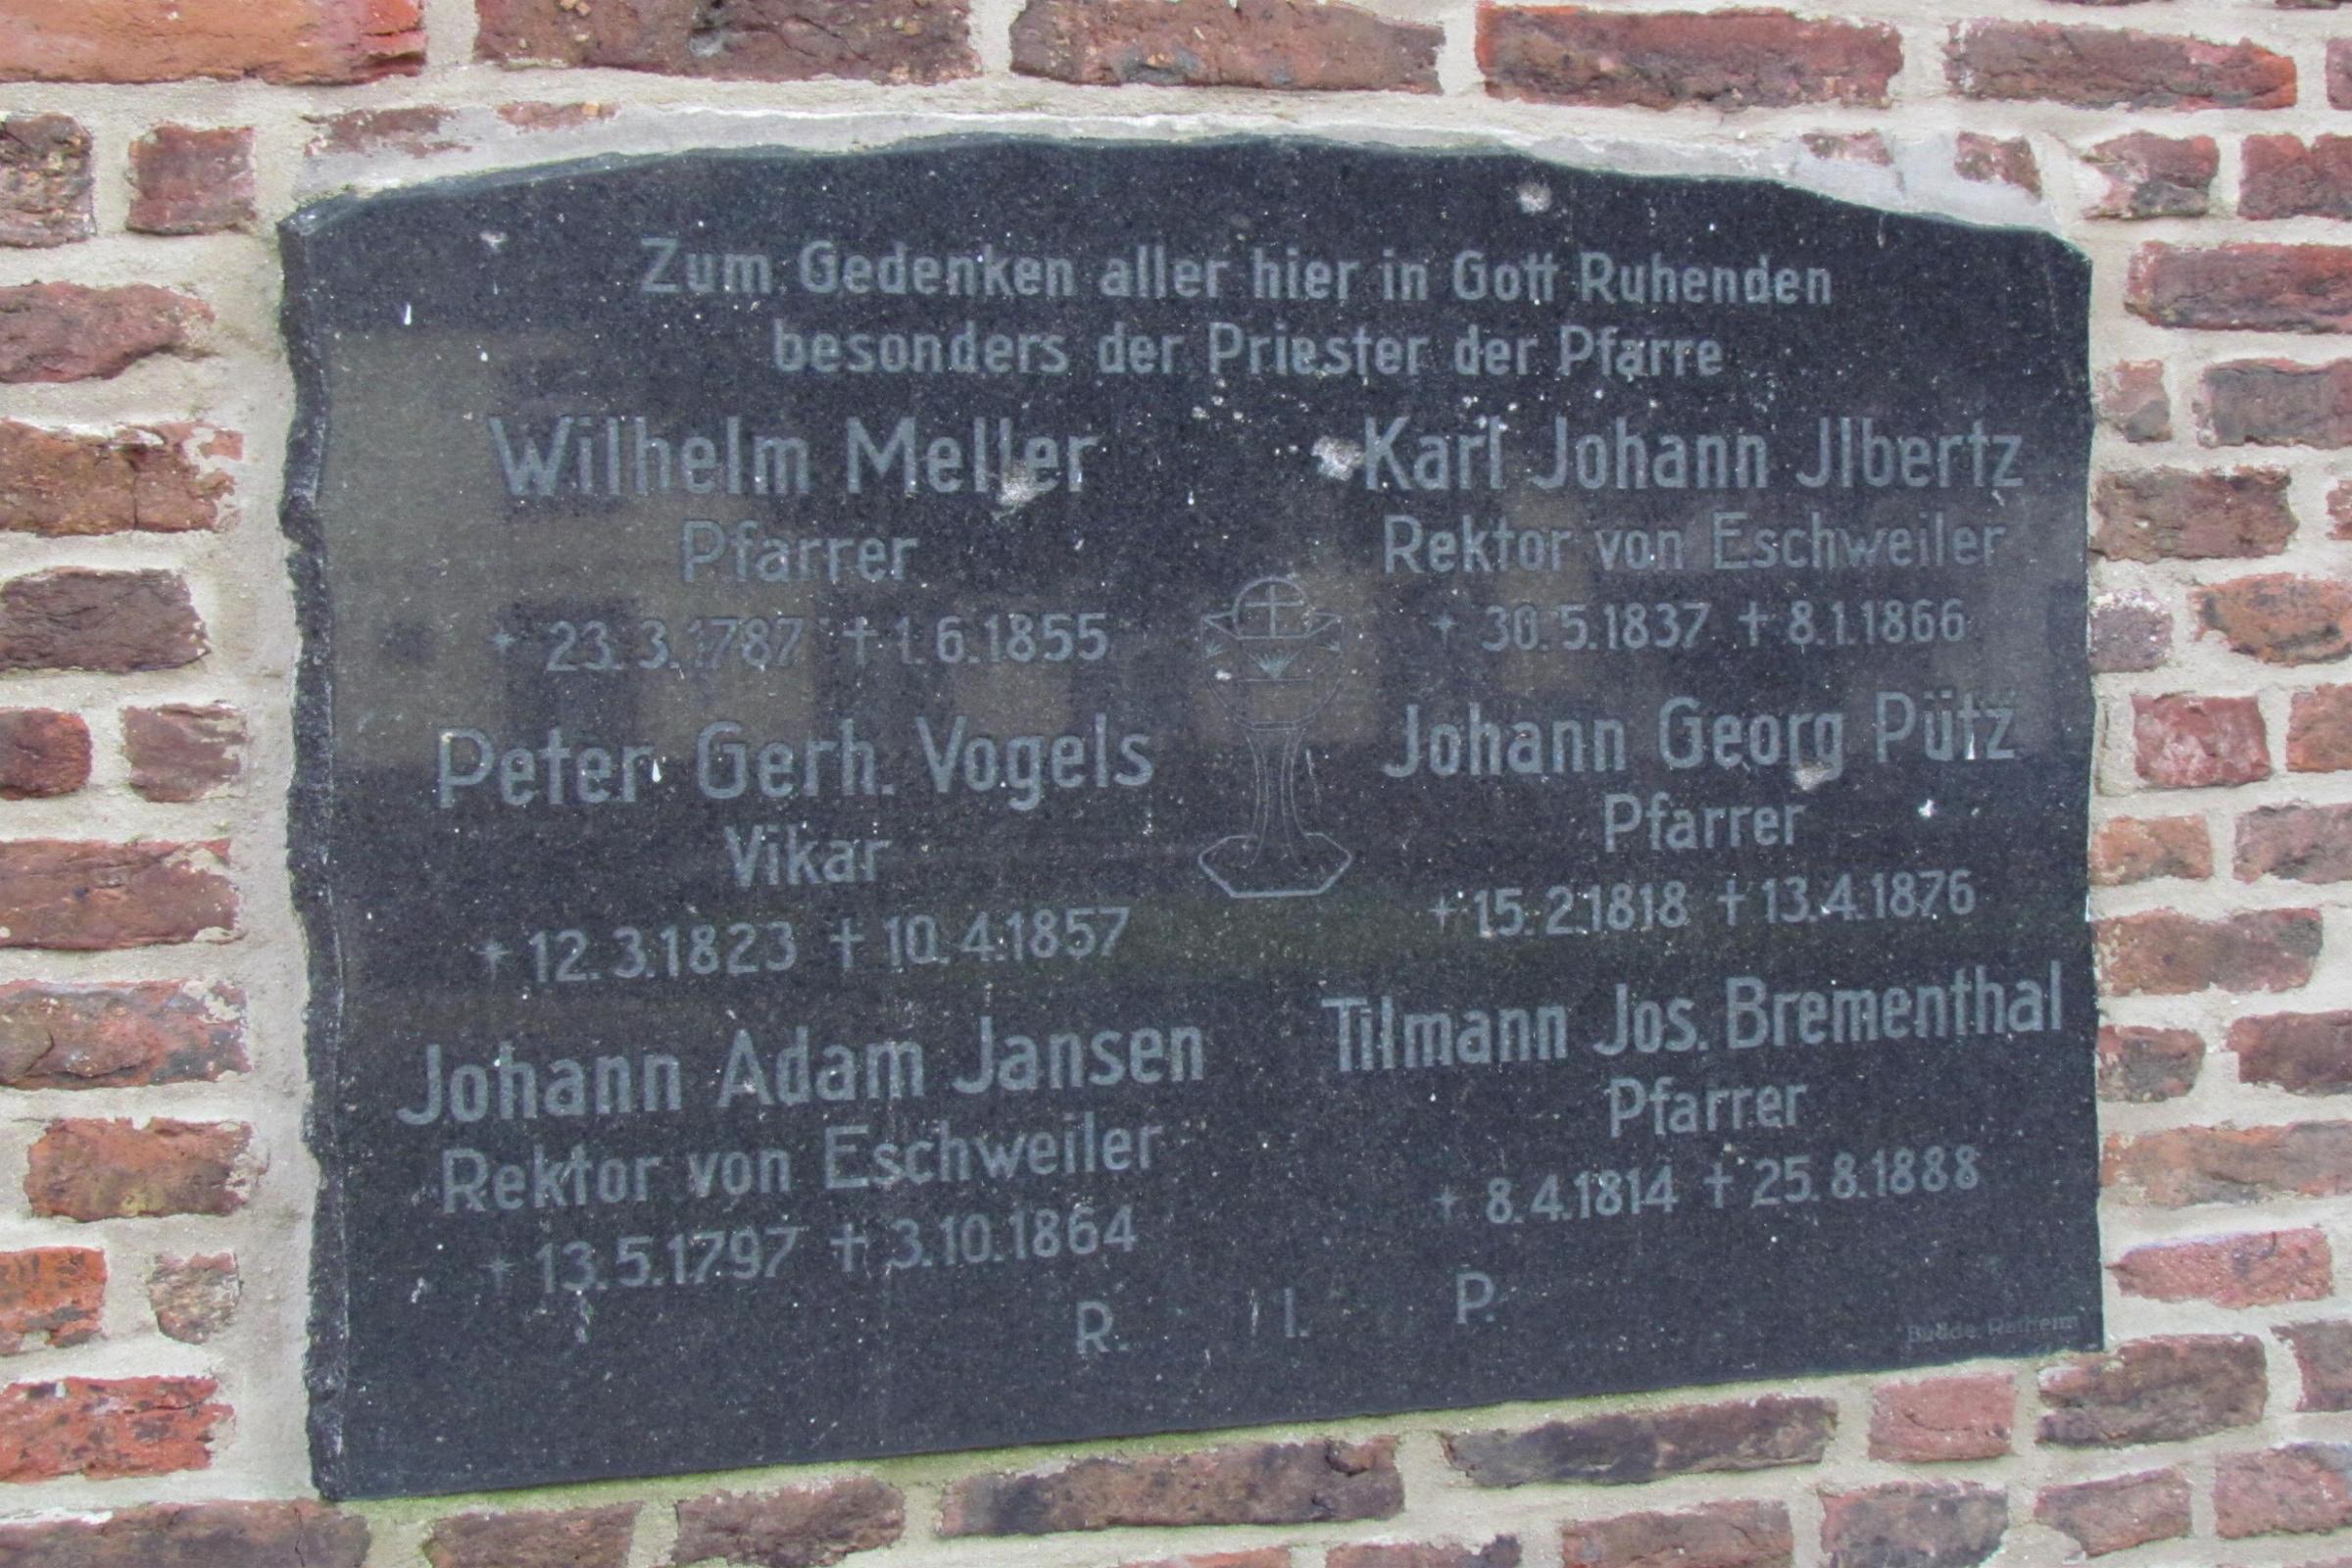 Zum Gedenken aller hier in Gott Ruhenden
besonders der Priester der Pfarre
Wilhelm Meller
Pfarrer
* 23.3.1787 † 1.6.1855
Peter Gerh. Vogels
Vikar
* 12.3.1823 † 10.4.1857
Johann Adam Jansen
Rektor von Eschweiler
* 13.5.1797 † 3.10.1864
Karl Johann Jlbertz
Rektor von Eschweiler
* 30.5.1837 † 8.1.1866
Johann Georg Pütz
Pfarrer
* 15.2.1818 † 13.4.1876
Tilmann Jos. Brementhal
Pfarrer
* 8.4.1814 † 25.8.1888
R. I. P.